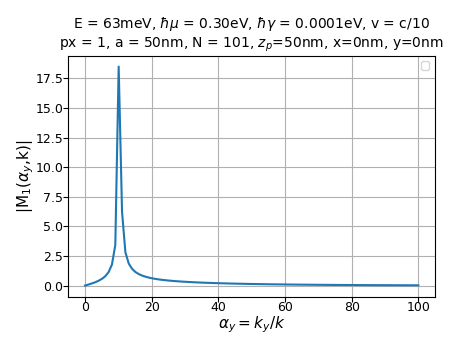 E = 63meV, ℏμ = 0.30eV, ℏγ = 0.0001eV, v = c/10
px = 1, a = 50nm, N = 101, z_p=50nm, x=0nm, y=0nm
|M₁(α_y,k)|
17.5
15.0
12.5
10.0
7.5
5.0
2.5
0.0
0 20 40 60 80 100
α_y = k_y/k